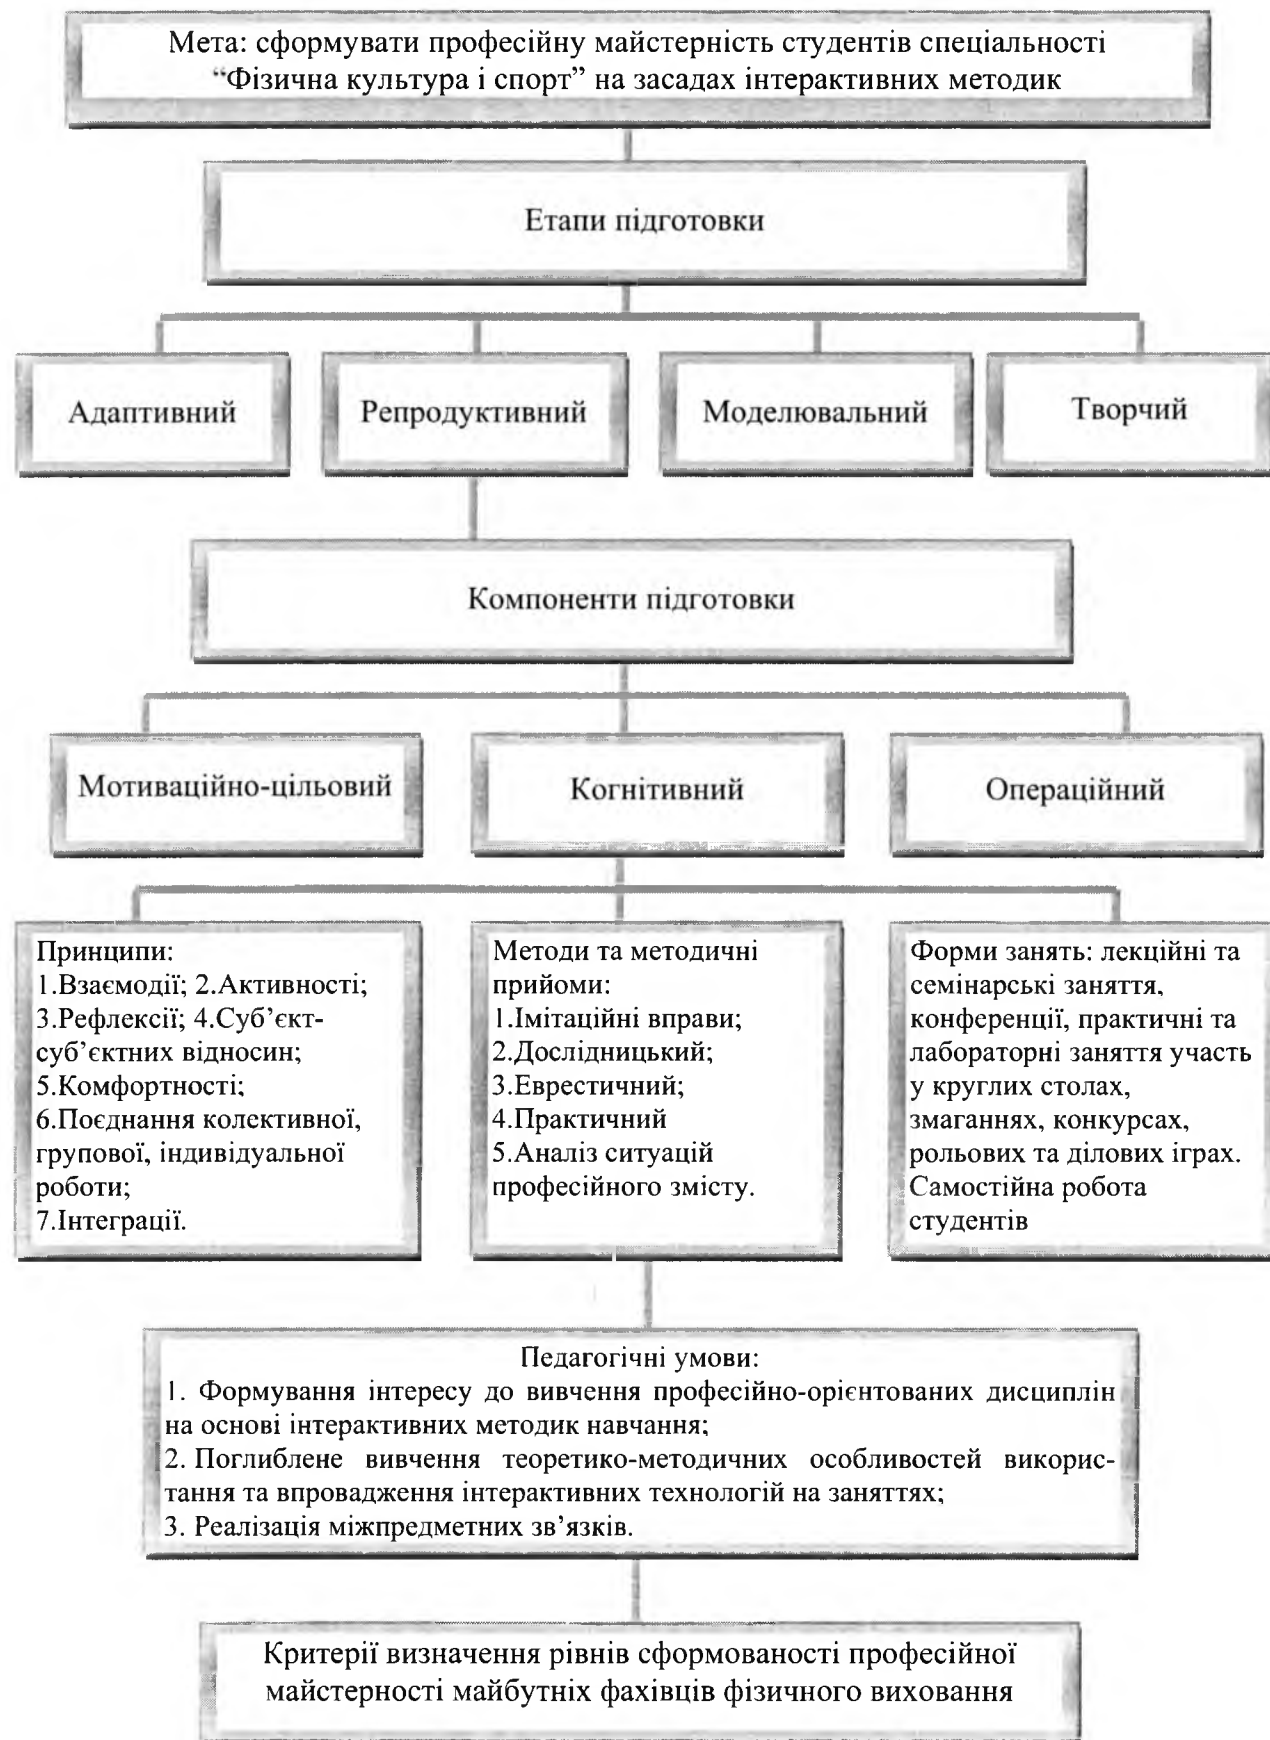 Мета: сформувати професійну майстерність студентів спеціальності
“Фізична культура і спорт” на засадах інтерактивних методик
Етапи підготовки
Адаптивний
Репродуктивний
Моделювальний
Творчий
Компоненти підготовки
Мотиваційно-цільовий
Когнітивний
Операційний
Принципи:
1.Взаємодії; 2.Активності;
3.Рефлексії; 4.Суб’єкт-
суб’єктних відносин;
5.Комфортності;
6.Поєднання колективної,
групової, індивідуальної
роботи;
7.Інтеграції.
Методи та методичні
прийоми:
1.Імітаційні вправи;
2.Дослідницький;
3.Еврестичний;
4.Практичний
5.Аналіз ситуацій
професійного змісту.
Форми занять: лекційні та
семінарські заняття,
конференції, практичні та
лабораторні заняття участь
у круглих столах,
змаганнях, конкурсах,
рольових та ділових іграх.
Самостійна робота
студентів
Педагогічні умови:
1. Формування інтересу до вивчення професійно-орієнтованих дисциплін
на основі інтерактивних методик навчання;
2. Поглиблене вивчення теоретико-методичних особливостей викорис-
тання та впровадження інтерактивних технологій на заняттях;
3. Реалізація міжпредметних зв’язків.
Критерії визначення рівнів сформованості професійної
майстерності майбутніх фахівців фізичного виховання